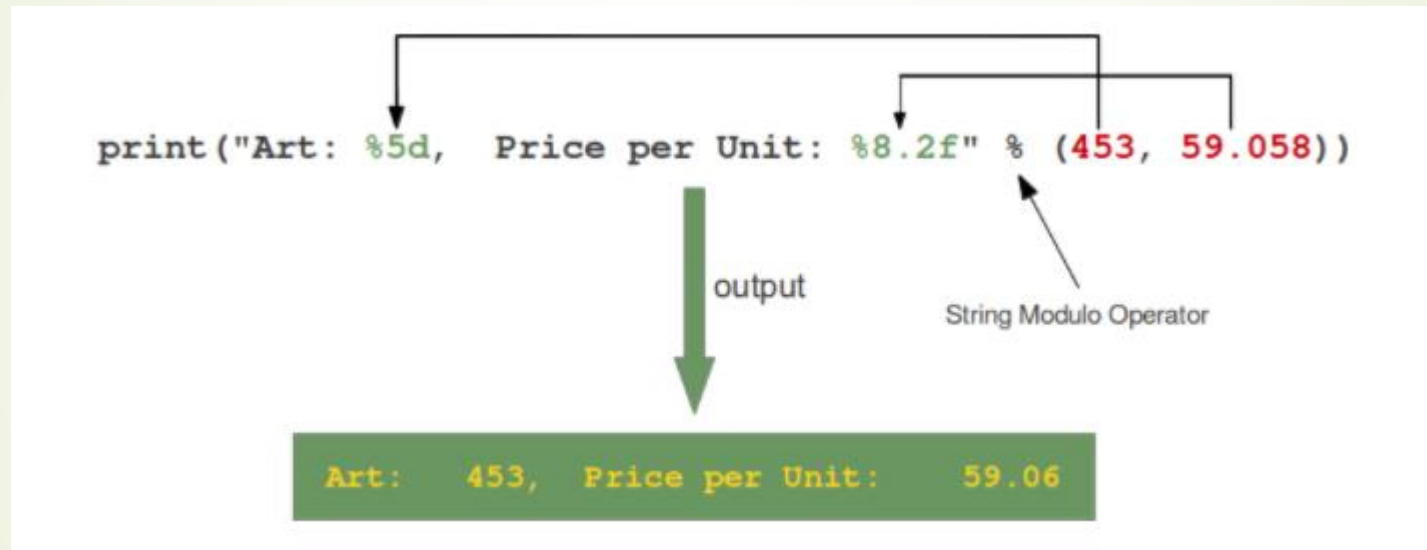 print("Art: %5d,  Price per Unit: %8.2f" % (453, 59.058))
output
String Modulo Operator
Art:   453,  Price per Unit:    59.06